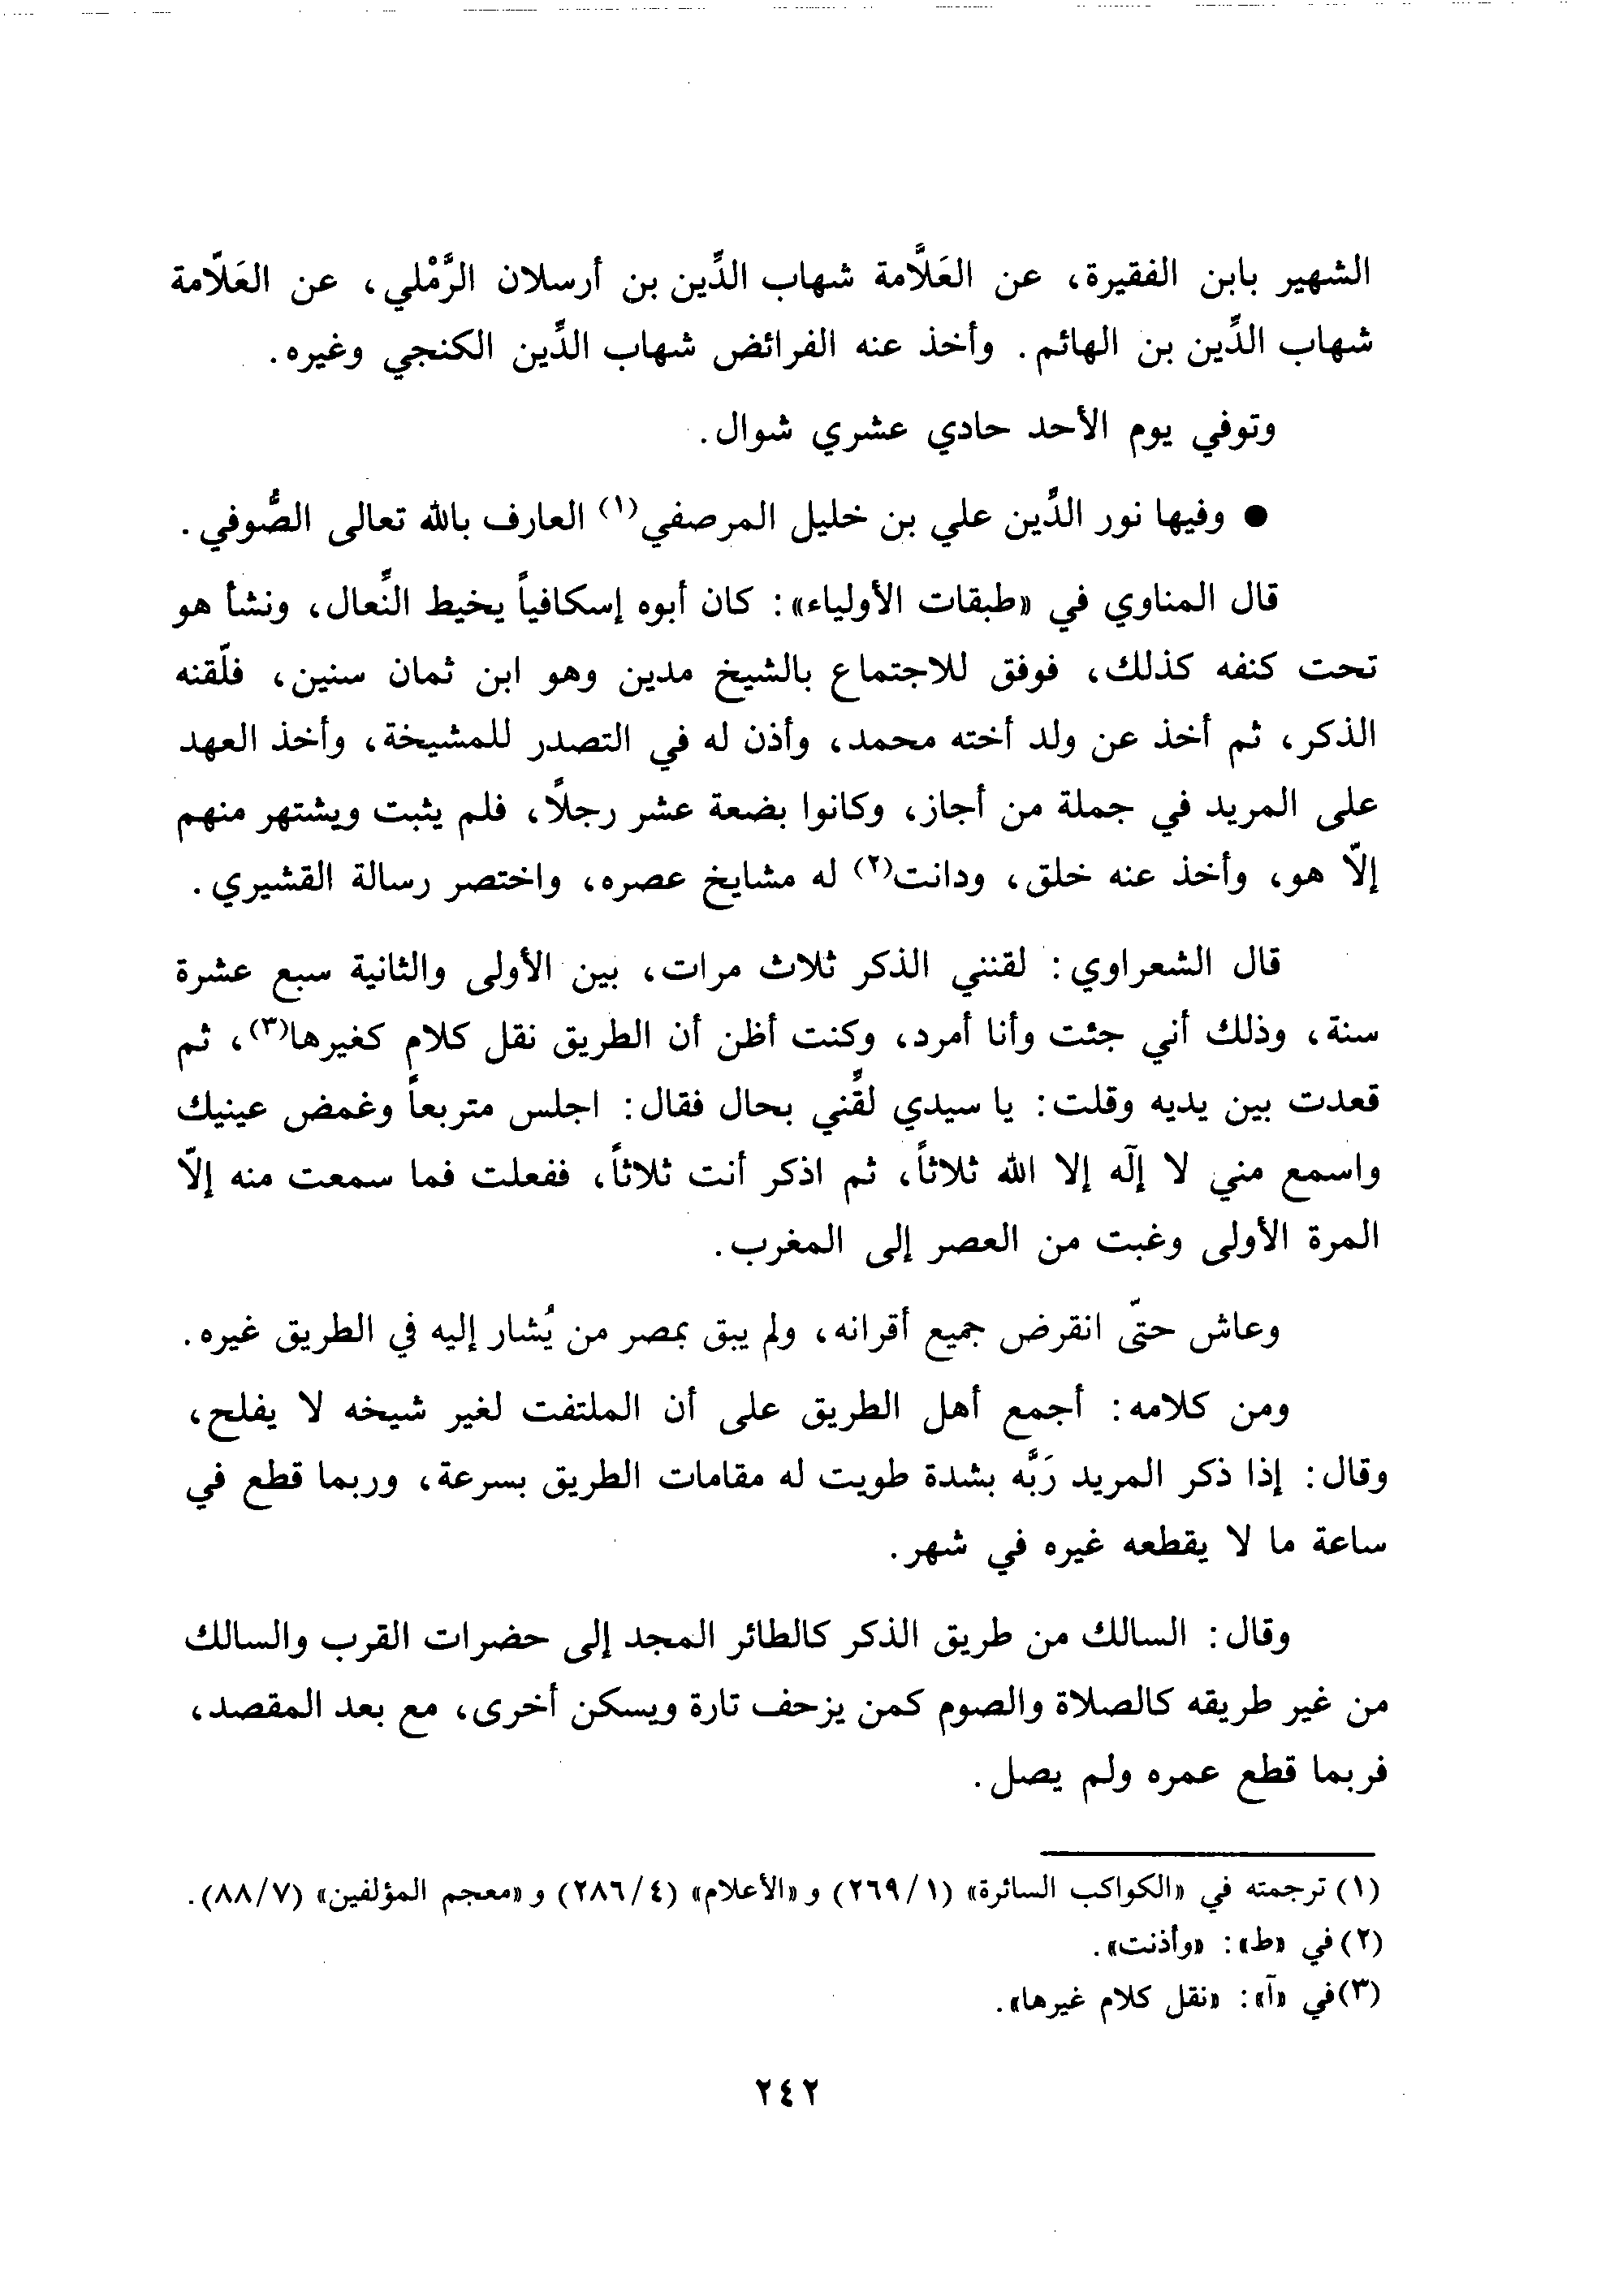 الشهير بابن الفقيرة، عن العَلاَّمة شهاب الدِّين بن أرسلان الرَّمْلي، عن العَلاّمة
شهاب الدِّين بن الهائم. وأخذ عنه الفرائض شهاب الدِّين الكنجي وغيره.
وتوفي يوم الأحد حادي عشري شوال.
● وفيها نور الدِّين علي بن خليل المرصفي(١) العارف بالله تعالى الصُّوفي.
قال المناوي في «طبقات الأولياء»: كان أبوه إسكافياً يخيط النِّعال، ونشأ هو
تحت كنفه كذلك، فوفق للاجتماع بالشيخ مدين وهو ابن ثمان سنين، فلّقنه
الذكر، ثم أخذ عن ولد أخته محمد، وأذن له في التصدر للمشيخة، وأخذ العهد
على المريد في جملة من أجاز، وكانوا بضعة عشر رجلاً، فلم يثبت ويشتهر منهم
إلّا هو، وأخذ عنه خلق، ودانت(٢) له مشايخ عصره، واختصر رسالة القشيري.
قال الشعراوي: لقنني الذكر ثلاث مرات، بين الأولى والثانية سبع عشرة
سنة، وذلك أني جئت وأنا أمرد، وكنت أظن أن الطريق نقل كلام كغيرها(٣)، ثم
قعدت بين يديه وقلت: يا سيدي لقِّني بحال فقال: اجلس متربعاً وغمض عينيك
واسمع مني لا إلٓه إلا الله ثلاثاً، ثم اذكر أنت ثلاثاً، ففعلت فما سمعت منه إلّا
المرة الأولى وغبت من العصر إلى المغرب.
وعاش حتّى انقرض جميع أقرانه، ولم يبق بمصر من يُشار إليه في الطريق غيره.
ومن كلامه: أجمع أهل الطريق على أن الملتفت لغير شيخه لا يفلح،
وقال: إذا ذكر المريد رَبَّه بشدة طويت له مقامات الطريق بسرعة، وربما قطع في
ساعة ما لا يقطعه غيره في شهر.
وقال: السالك من طريق الذكر كالطائر المجد إلى حضرات القرب والسالك
من غير طريقه كالصلاة والصوم كمن يزحف تارة ويسكن أخرى، مع بعد المقصد،
فربما قطع عمره ولم يصل.
(١) ترجمته في «الكواكب السائرة» (٢٦٩/١) و«الأعلام» (٢٨٦/٤) و«معجم المؤلفين» (٨٨/٧).
(٢) في «ط»: «وأذنت».
(٣) في «آ»: «نقل كلام غيرها».
٢٤٢